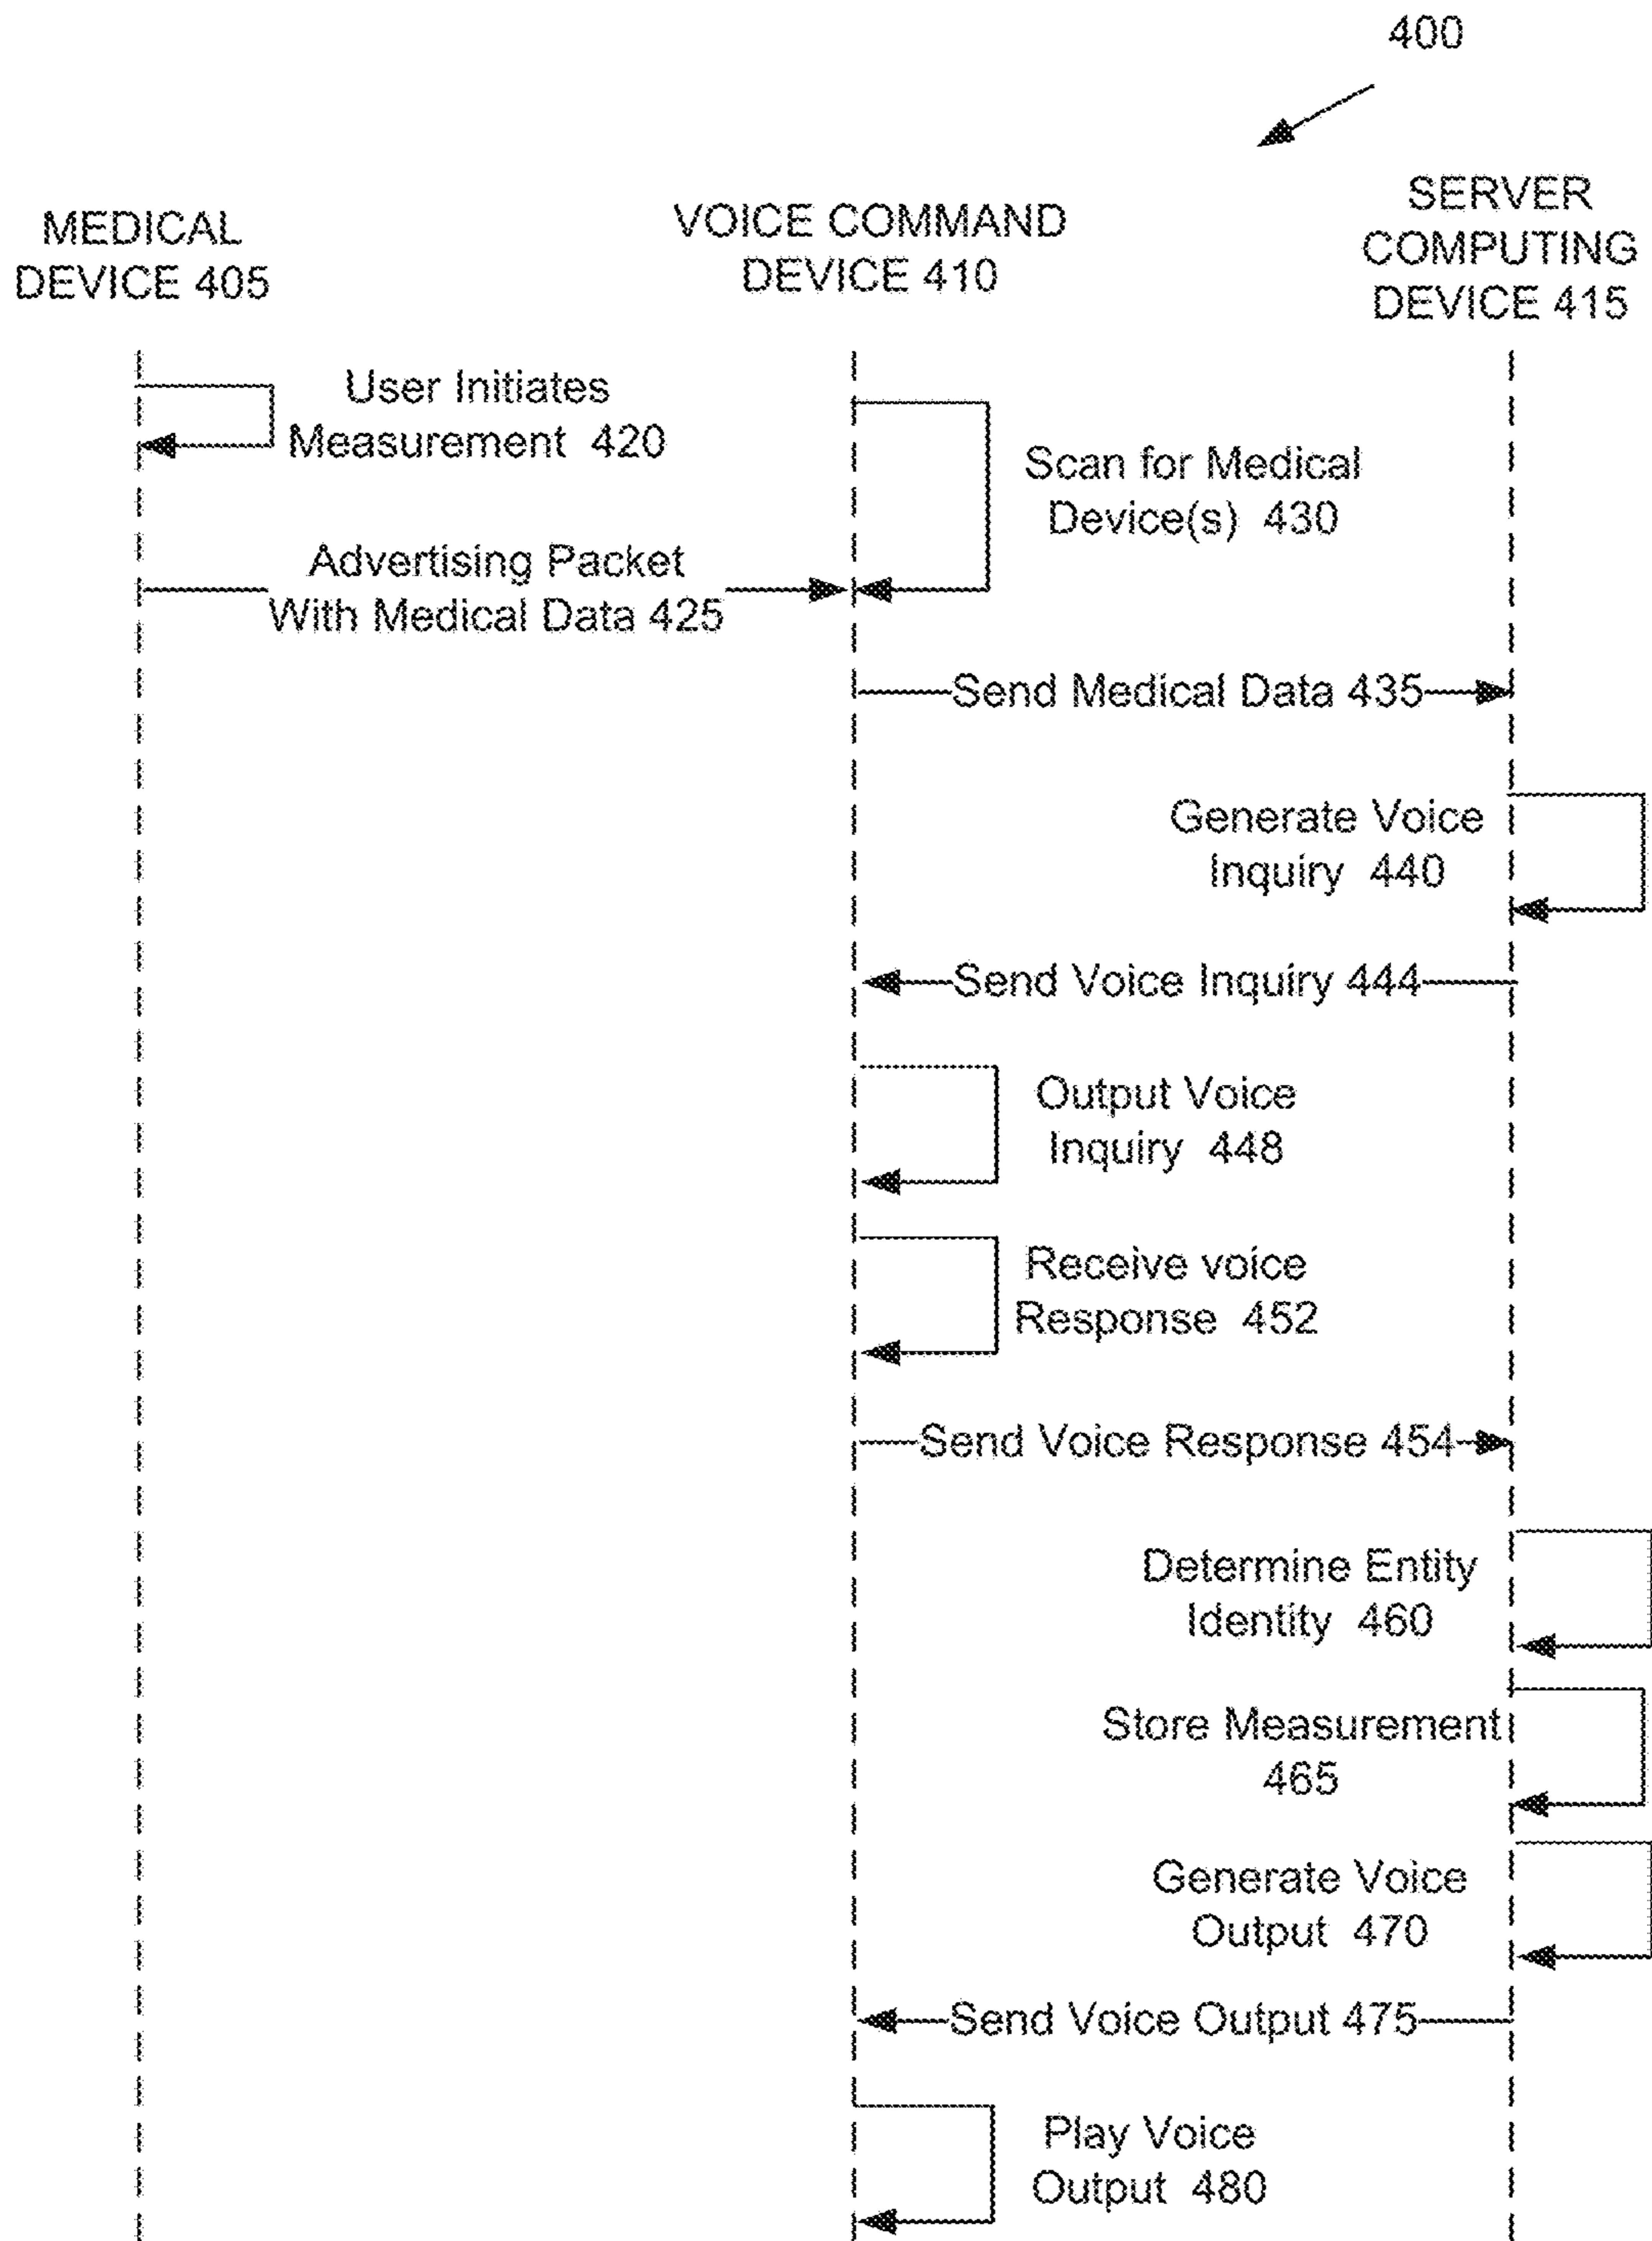 400
MEDICAL
DEVICE 405
VOICE COMMAND
DEVICE 410
SERVER
COMPUTING
DEVICE 415
User Initiates
Measurement 420
Scan for Medical
Device(s) 430
Advertising Packet
With Medical Data 425
Send Medical Data 435
Generate Voice
Inquiry 440
Send Voice Inquiry 444
Output Voice
Inquiry 448
Receive voice
Response 452
Send Voice Response 454
Determine Entity
Identity 460
Store Measurement
465
Generate Voice
Output 470
Send Voice Output 475
Play Voice
Output 480